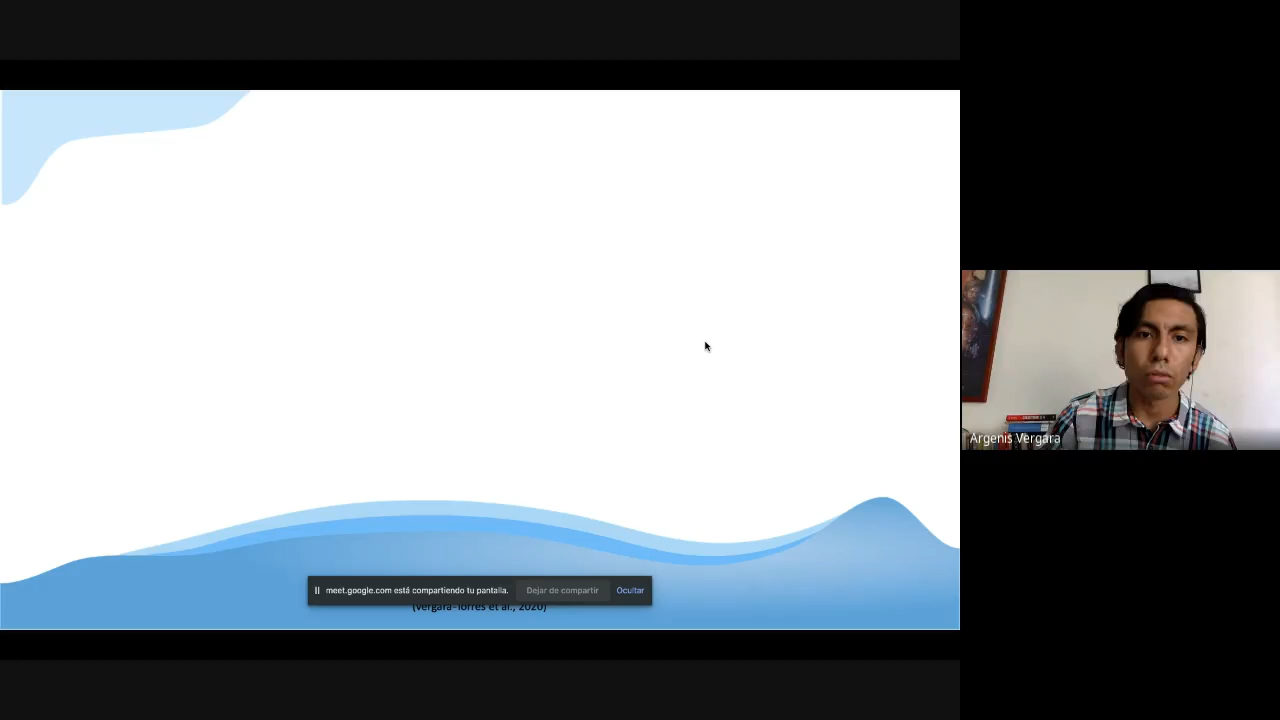 Argenis Vergara
meet.google.com está compartiendo tu pantalla.
Dejar de compartir
Ocultar
(Vergara-Torres et al., 2020)